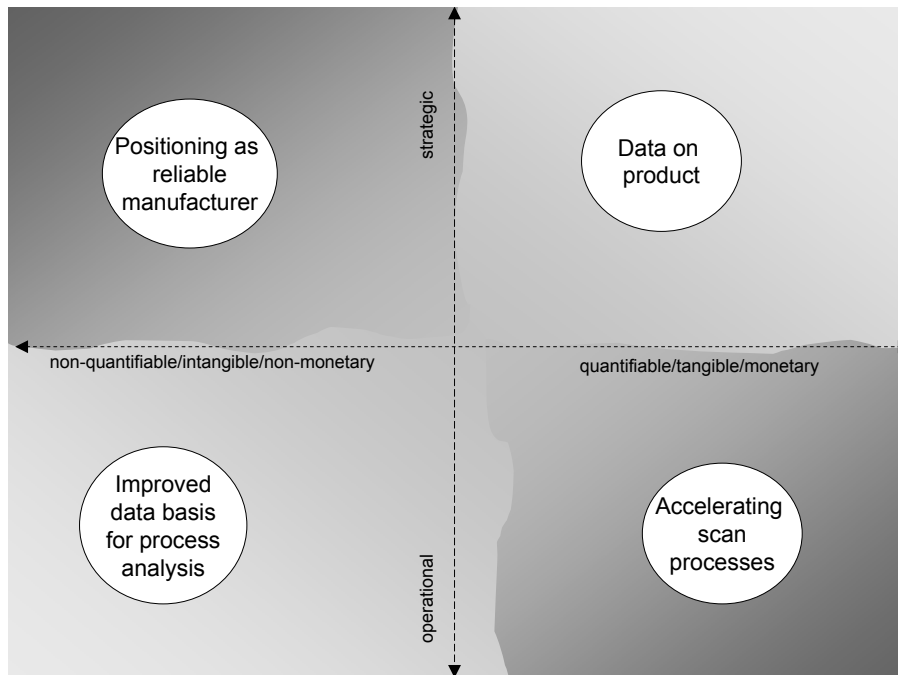 Positioning as
reliable
manufacturer
strategic
Data on
product
non-quantifiable/intangible/non-monetary
quantifiable/tangible/monetary
Improved
data basis
for process
analysis
operational
Accelerating
scan
processes